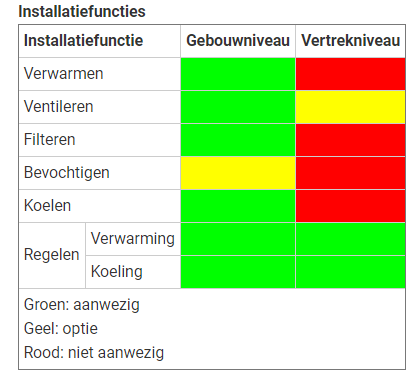 Installatiefuncties
Installatiefunctie Gebouwniveau Vertrekniveau
Verwarmen
Ventileren
Filteren
Bevochtigen
Koelen
Regelen Verwarming
Koeling
Groen: aanwezig
Geel: optie
Rood: niet aanwezig